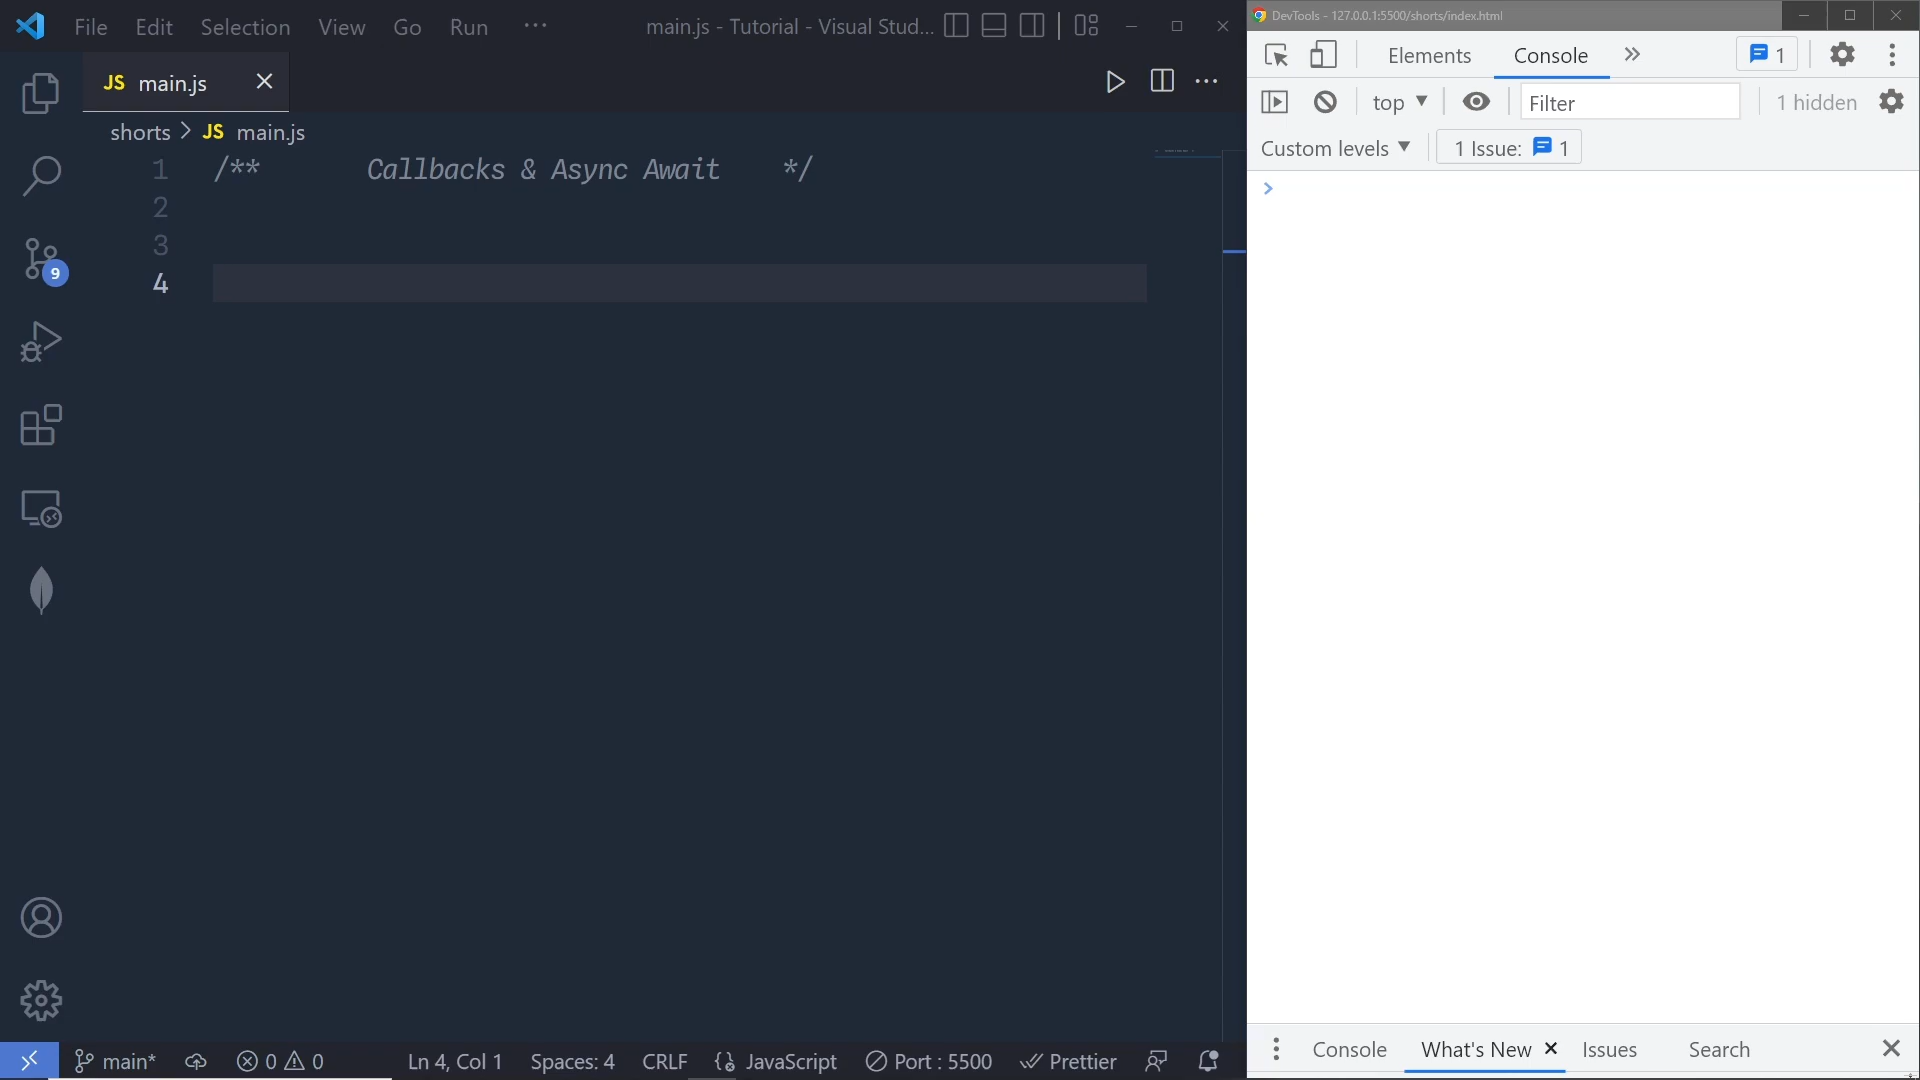 File Edit Selection View Go Run ··· main.js - Tutorial - Visual Stud...
JS main.js
shorts > JS main.js
1 /** Callbacks & Async Await */
2
3
4
9
main* 0 0 Ln 4, Col 1 Spaces: 4 CRLF JavaScript Port : 5500 Prettier
DevTools - 127.0.0.1:5500/shorts/index.html
Elements Console 1
top Filter 1 hidden
Custom levels 1 Issue: 1
>
Console What's New Issues Search